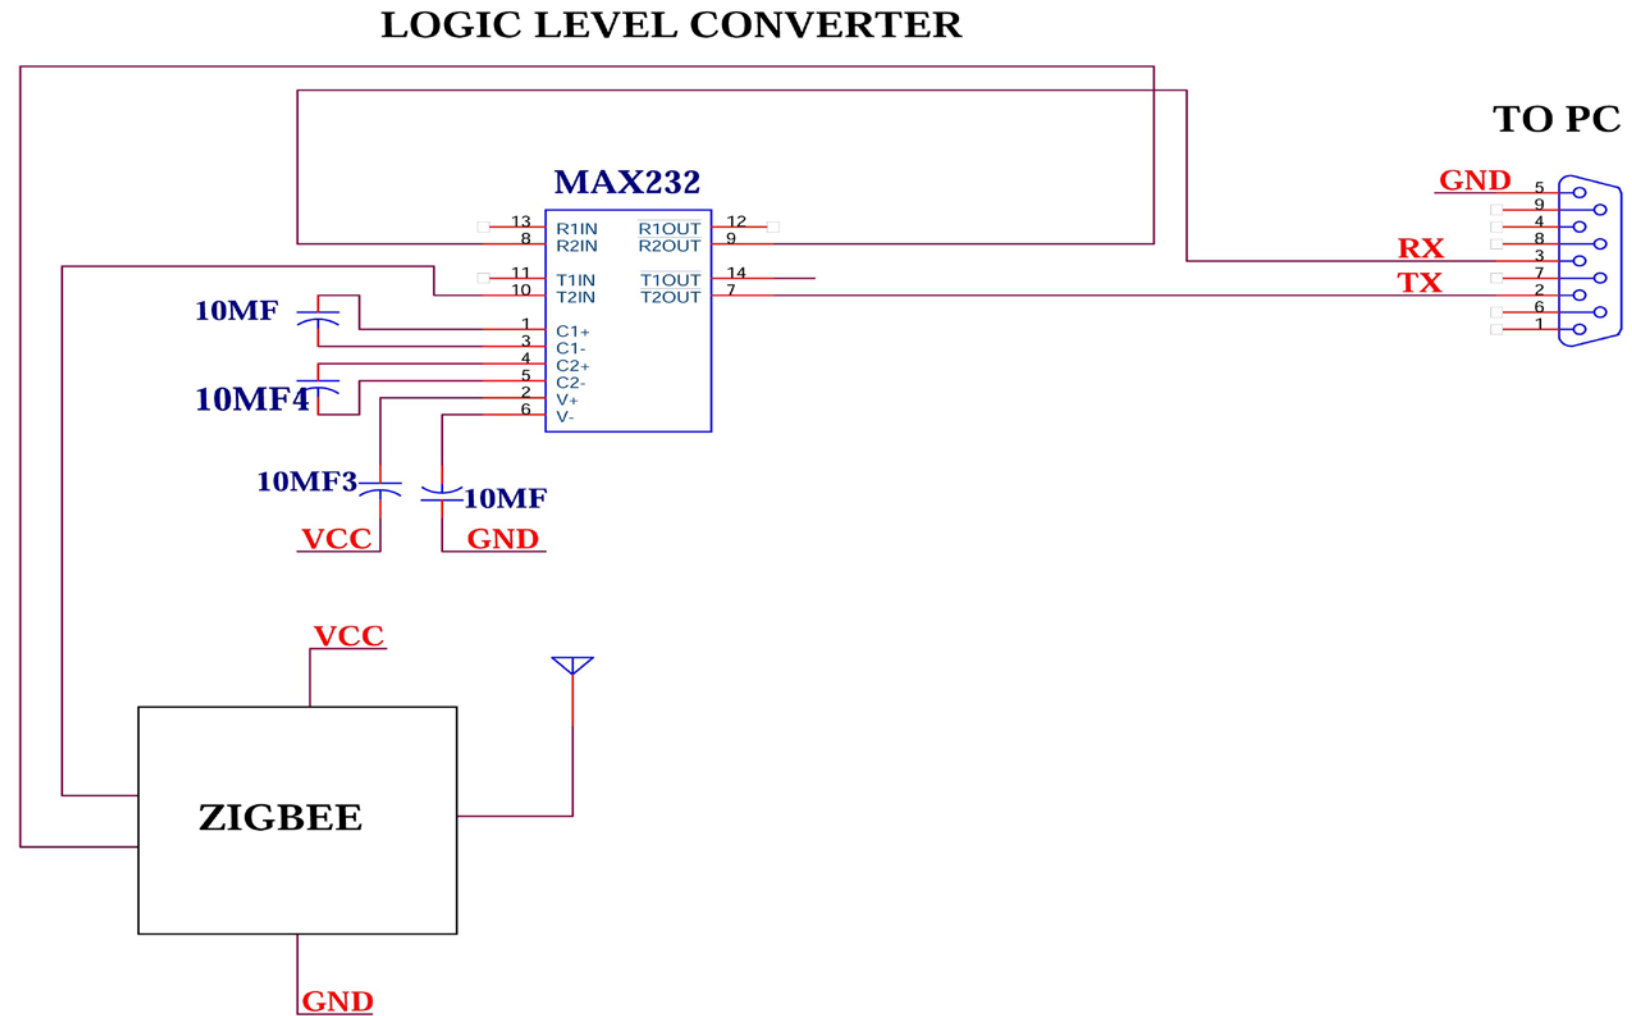 LOGIC LEVEL CONVERTER
TO PC
MAX232
GND 5
9
4
8
RX 3
7
TX 2
6
1
13 R1IN R1OUT 12
8 R2IN R2OUT 9
11 T1IN T1OUT 14
10 T2IN T2OUT 7
1 C1+
3 C1-
4 C2+
5 C2-
2 V+
6 V-
10MF
10MF4
10MF3
10MF
VCC
GND
VCC
ZIGBEE
GND